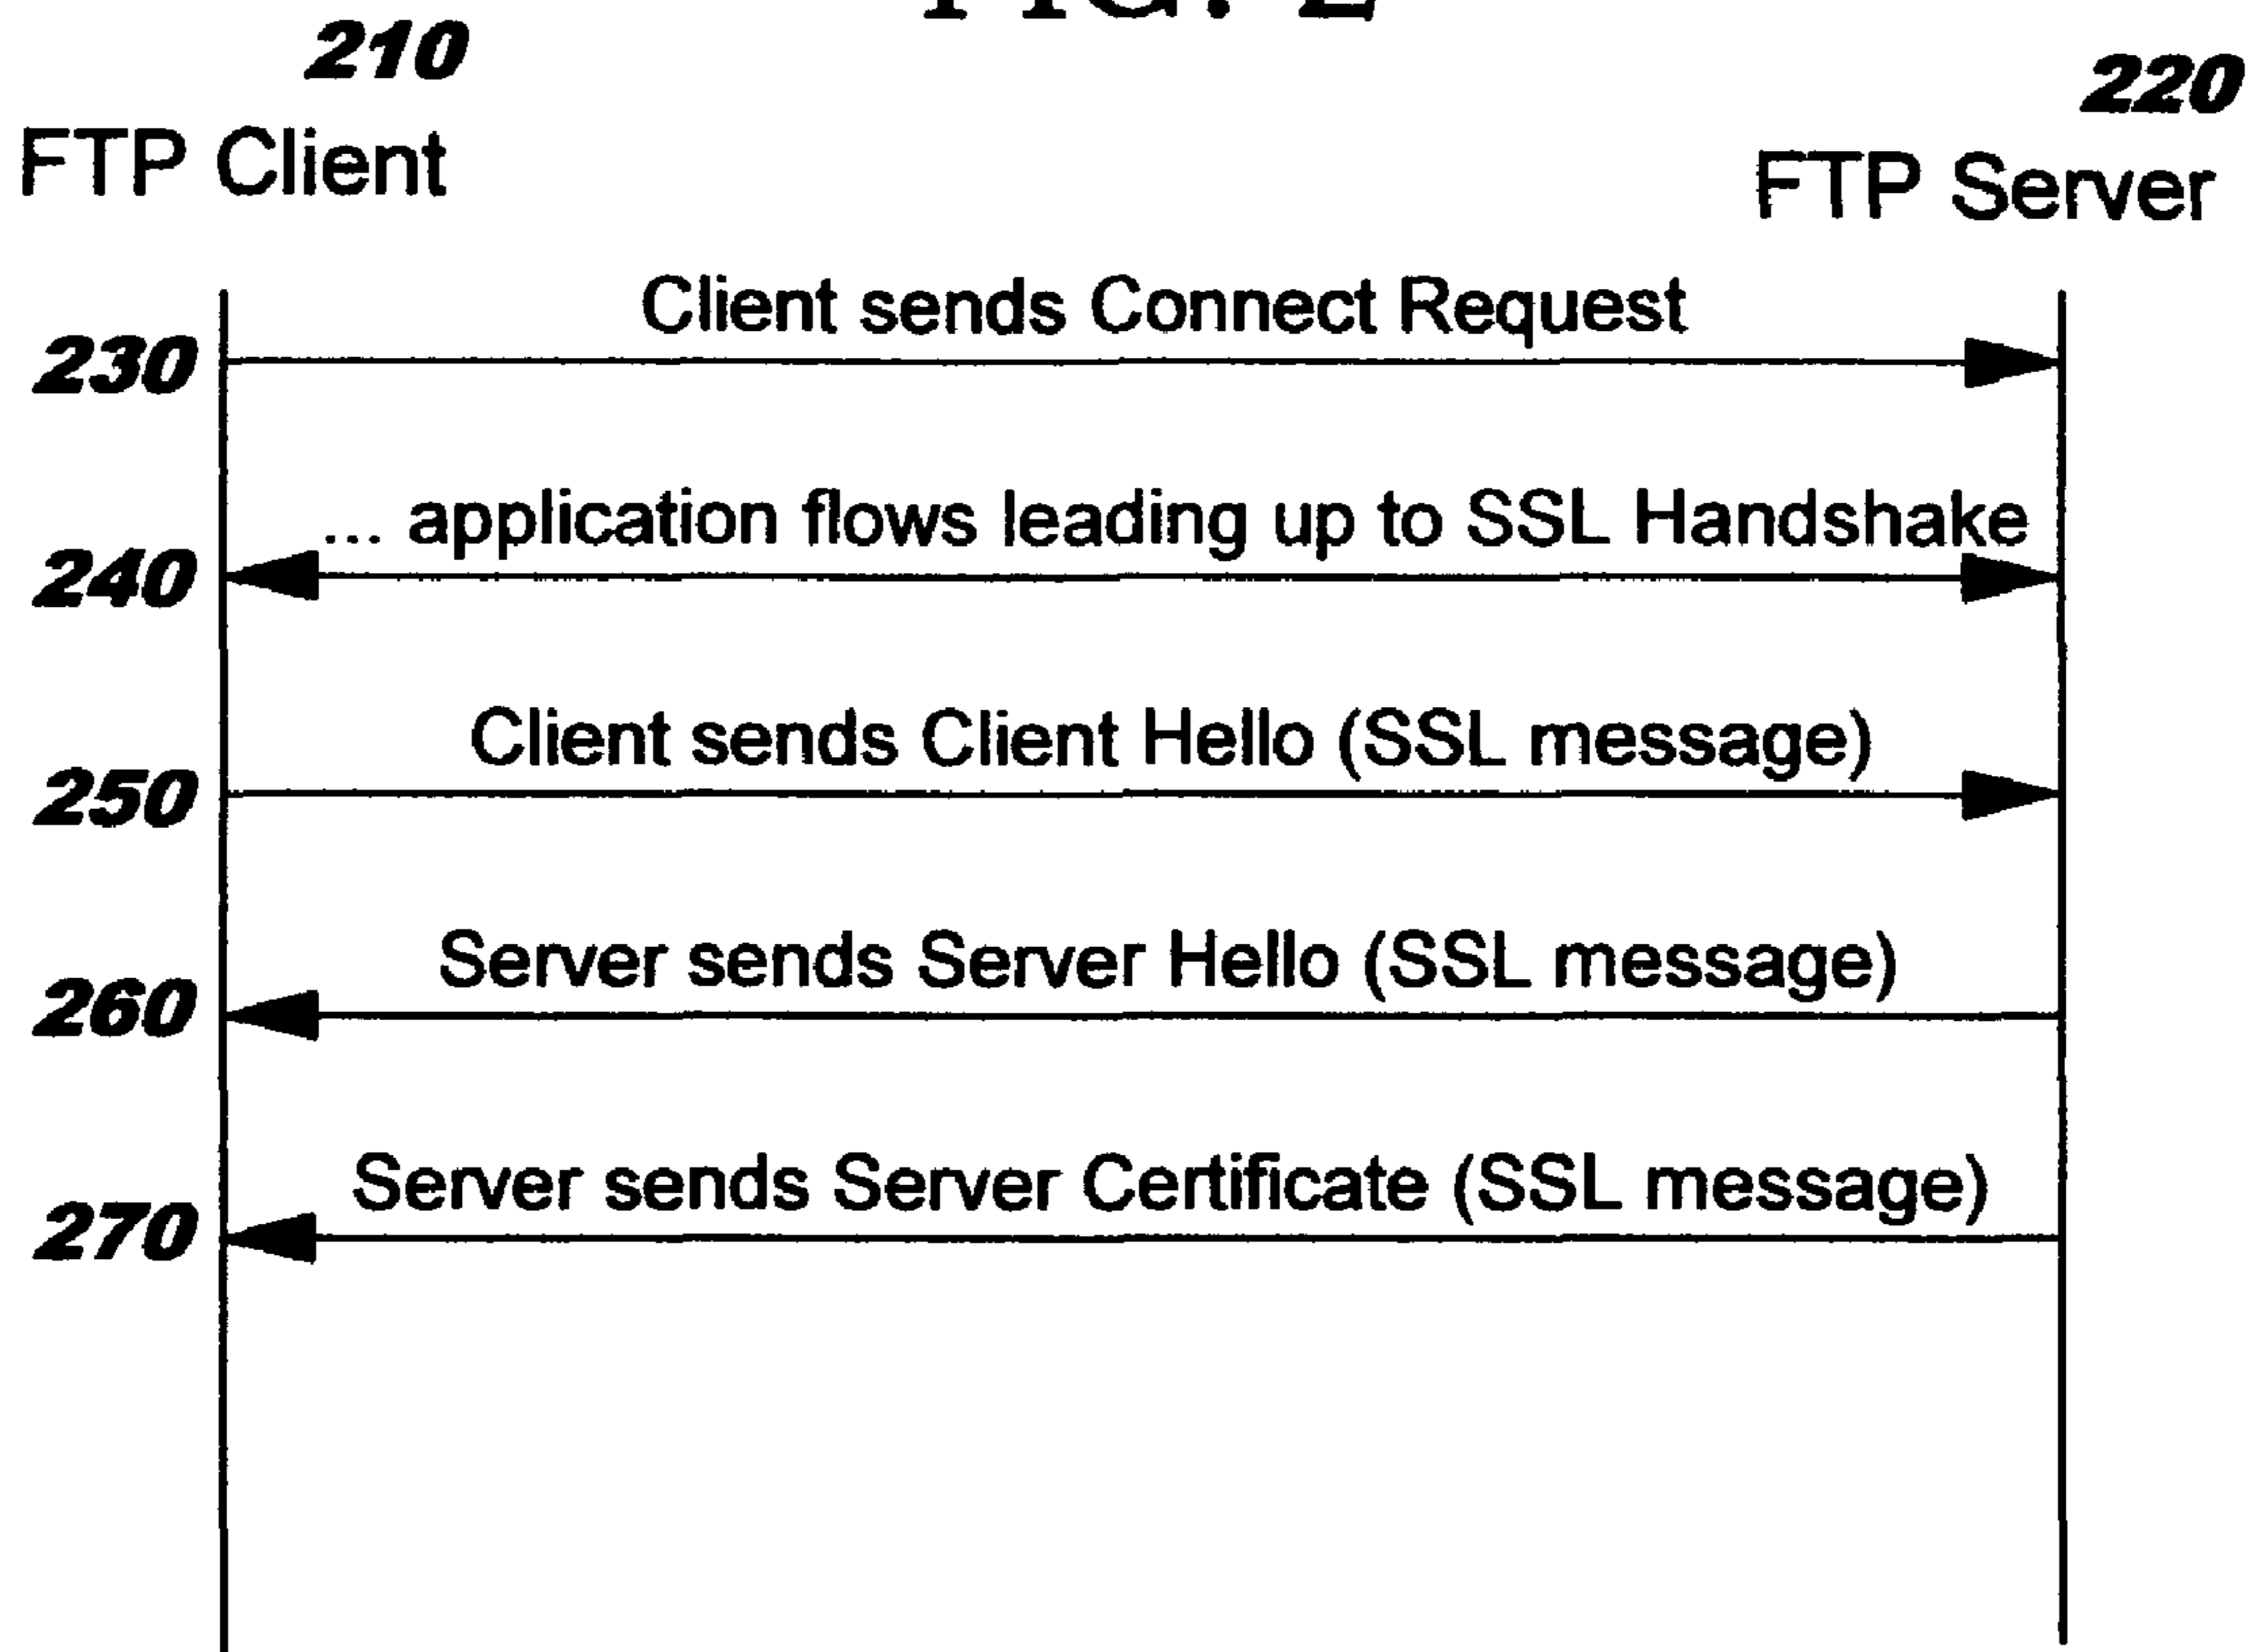 FIG. 2
210
220
FTP Client
FTP Server
Client sends Connect Request
230
... application flows leading up to SSL Handshake
240
Client sends Client Hello (SSL message)
250
Server sends Server Hello (SSL message)
260
Server sends Server Certificate (SSL message)
270